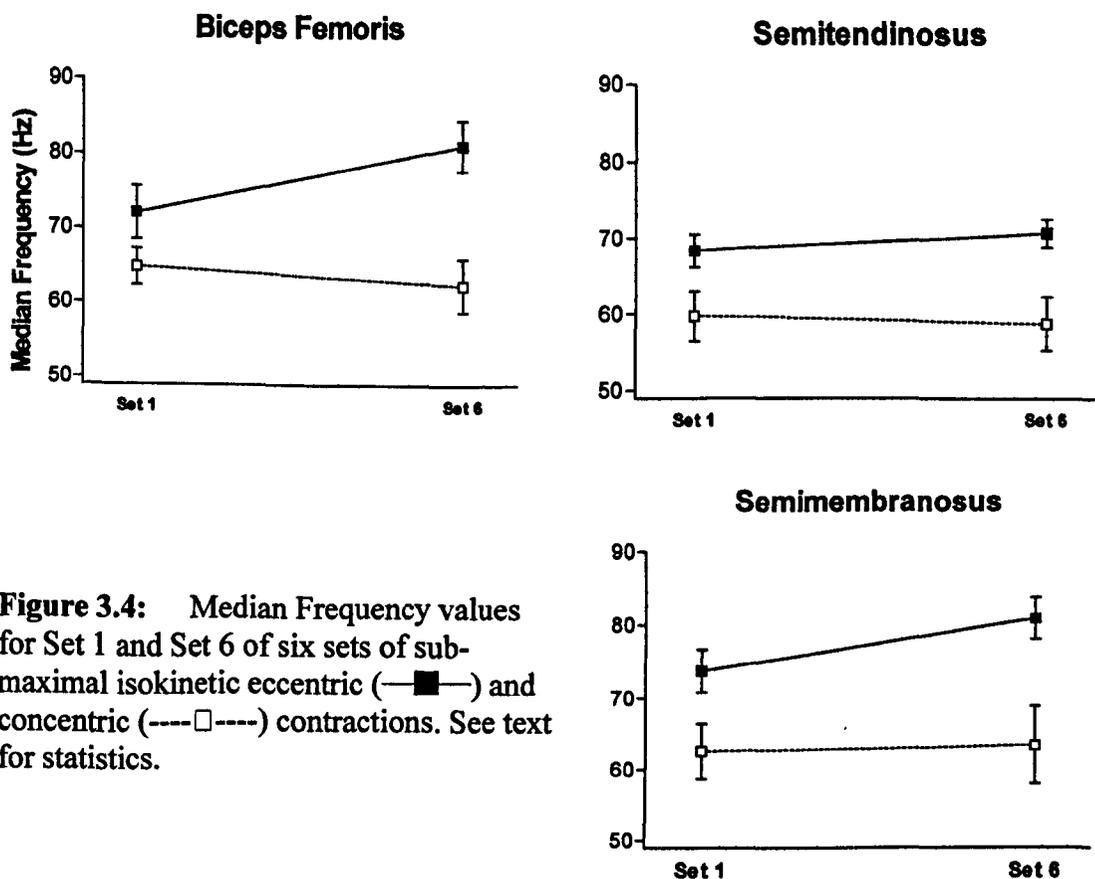 Biceps Femoris
Median Frequency (Hz)
90
80
70
60
50
Set 1 Set 6
Semitendinosus
90
80
70
60
50
Set 1 Set 6
Semimembranosus
90
80
70
60
50
Set 1 Set 6
Figure 3.4: Median Frequency values
for Set 1 and Set 6 of six sets of sub-
maximal isokinetic eccentric (—■—) and
concentric (----□----) contractions. See text
for statistics.